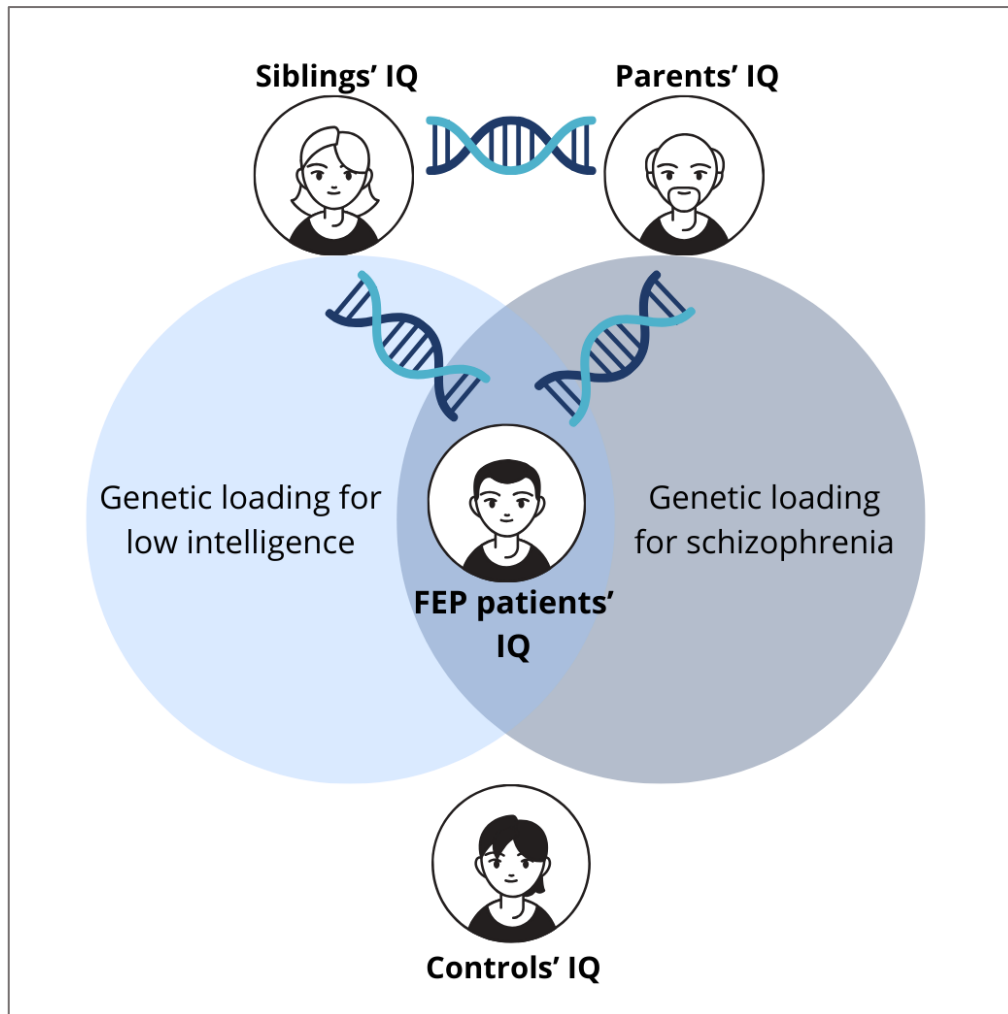 Siblings’ IQ
Parents’ IQ
Genetic loading for
low intelligence
Genetic loading
for schizophrenia
FEP patients’
IQ
Controls’ IQ